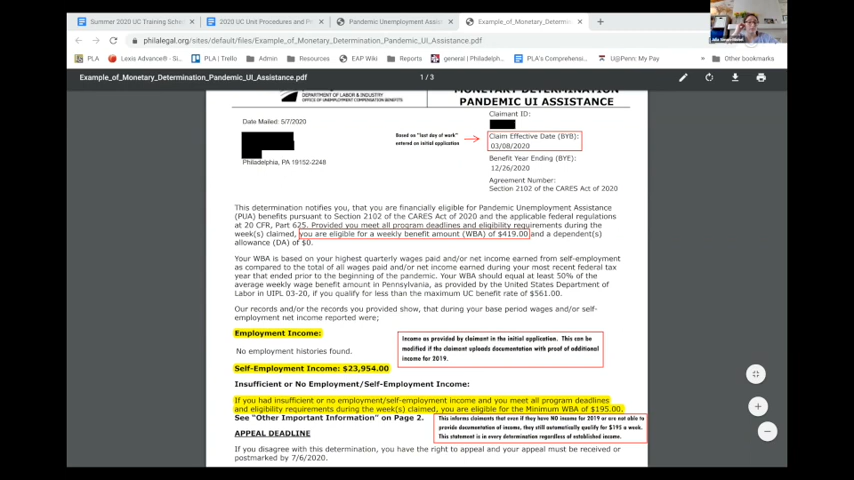 Summer 2020 UC Training Sche
2020 UC Unit Procedures and P
Pandemic Unemployment Assis
Example_of_Monetary_Determin
philalegal.org/sites/default/files/Example_of_Monetary_Determination_Pandemic_UI_Assistance.pdf
PLA
Lexis Advance® - Si...
PLA | Trello
Admin
Resources
EAP Wiki
Reports
general | Philadelph...
PLA's Comprehensi...
U@Penn: My Pay
Other bookmarks
Example_of_Monetary_Determination_Pandemic_UI_Assistance.pdf
1 / 3
DEPARTMENT OF LABOR & INDUSTRY
OFFICE OF UNEMPLOYMENT COMPENSATION BENEFITS
MONETARY DETERMINATION
PANDEMIC UI ASSISTANCE
Date Mailed: 5/7/2020
Philadelphia, PA 19152-2248
Based on "last day of work"
entered on initial application
Claimant ID:
Claim Effective Date (BYB):
03/08/2020
Benefit Year Ending (BYE):
12/26/2020
Agreement Number:
Section 2102 of the CARES Act of 2020
This determination notifies you, that you are financially eligible for Pandemic Unemployment Assistance
(PUA) benefits pursuant to Section 2102 of the CARES Act of 2020 and the applicable federal regulations
at 20 CFR, Part 625. Provided you meet all program deadlines and eligibility requirements during the
week(s) claimed, you are eligible for a weekly benefit amount (WBA) of $419.00 and a dependent(s)
allowance (DA) of $0.
Your WBA is based on your highest quarterly wages paid and/or net income earned from self-employment
as compared to the total of all wages paid and/or net income earned during your most recent federal tax
year that ended prior to the beginning of the pandemic. Your WBA should equal at least 50% of the
average weekly wage benefit amount in Pennsylvania, as provided by the United States Department of
Labor in UIPL 03-20, if you qualify for less than the maximum UC benefit rate of $561.00.
Our records and/or the records you provided show, that during your base period wages and/or self-
employment net income reported were;
Employment Income:
No employment histories found.
Income as provided by claimant in the initial application. This can be
modified if the claimant uploads documentation with proof of additional
income for 2019.
Self-Employment Income: $23,954.00
Insufficient or No Employment/Self-Employment Income:
If you had insufficient or no employment/self-employment income and you meet all program deadlines
and eligibility requirements during the week(s) claimed, you are eligible for the Minimum WBA of $195.00.
See "Other Important Information" on Page 2.
This informs claimants that even if they have NO income for 2019 or are not able to
provide documentation of income, they still automatically qualify for $195 a week.
This statement is in every determination regardless of established income.
APPEAL DEADLINE
If you disagree with this determination, you have the right to appeal and your appeal must be received or
postmarked by 7/6/2020.